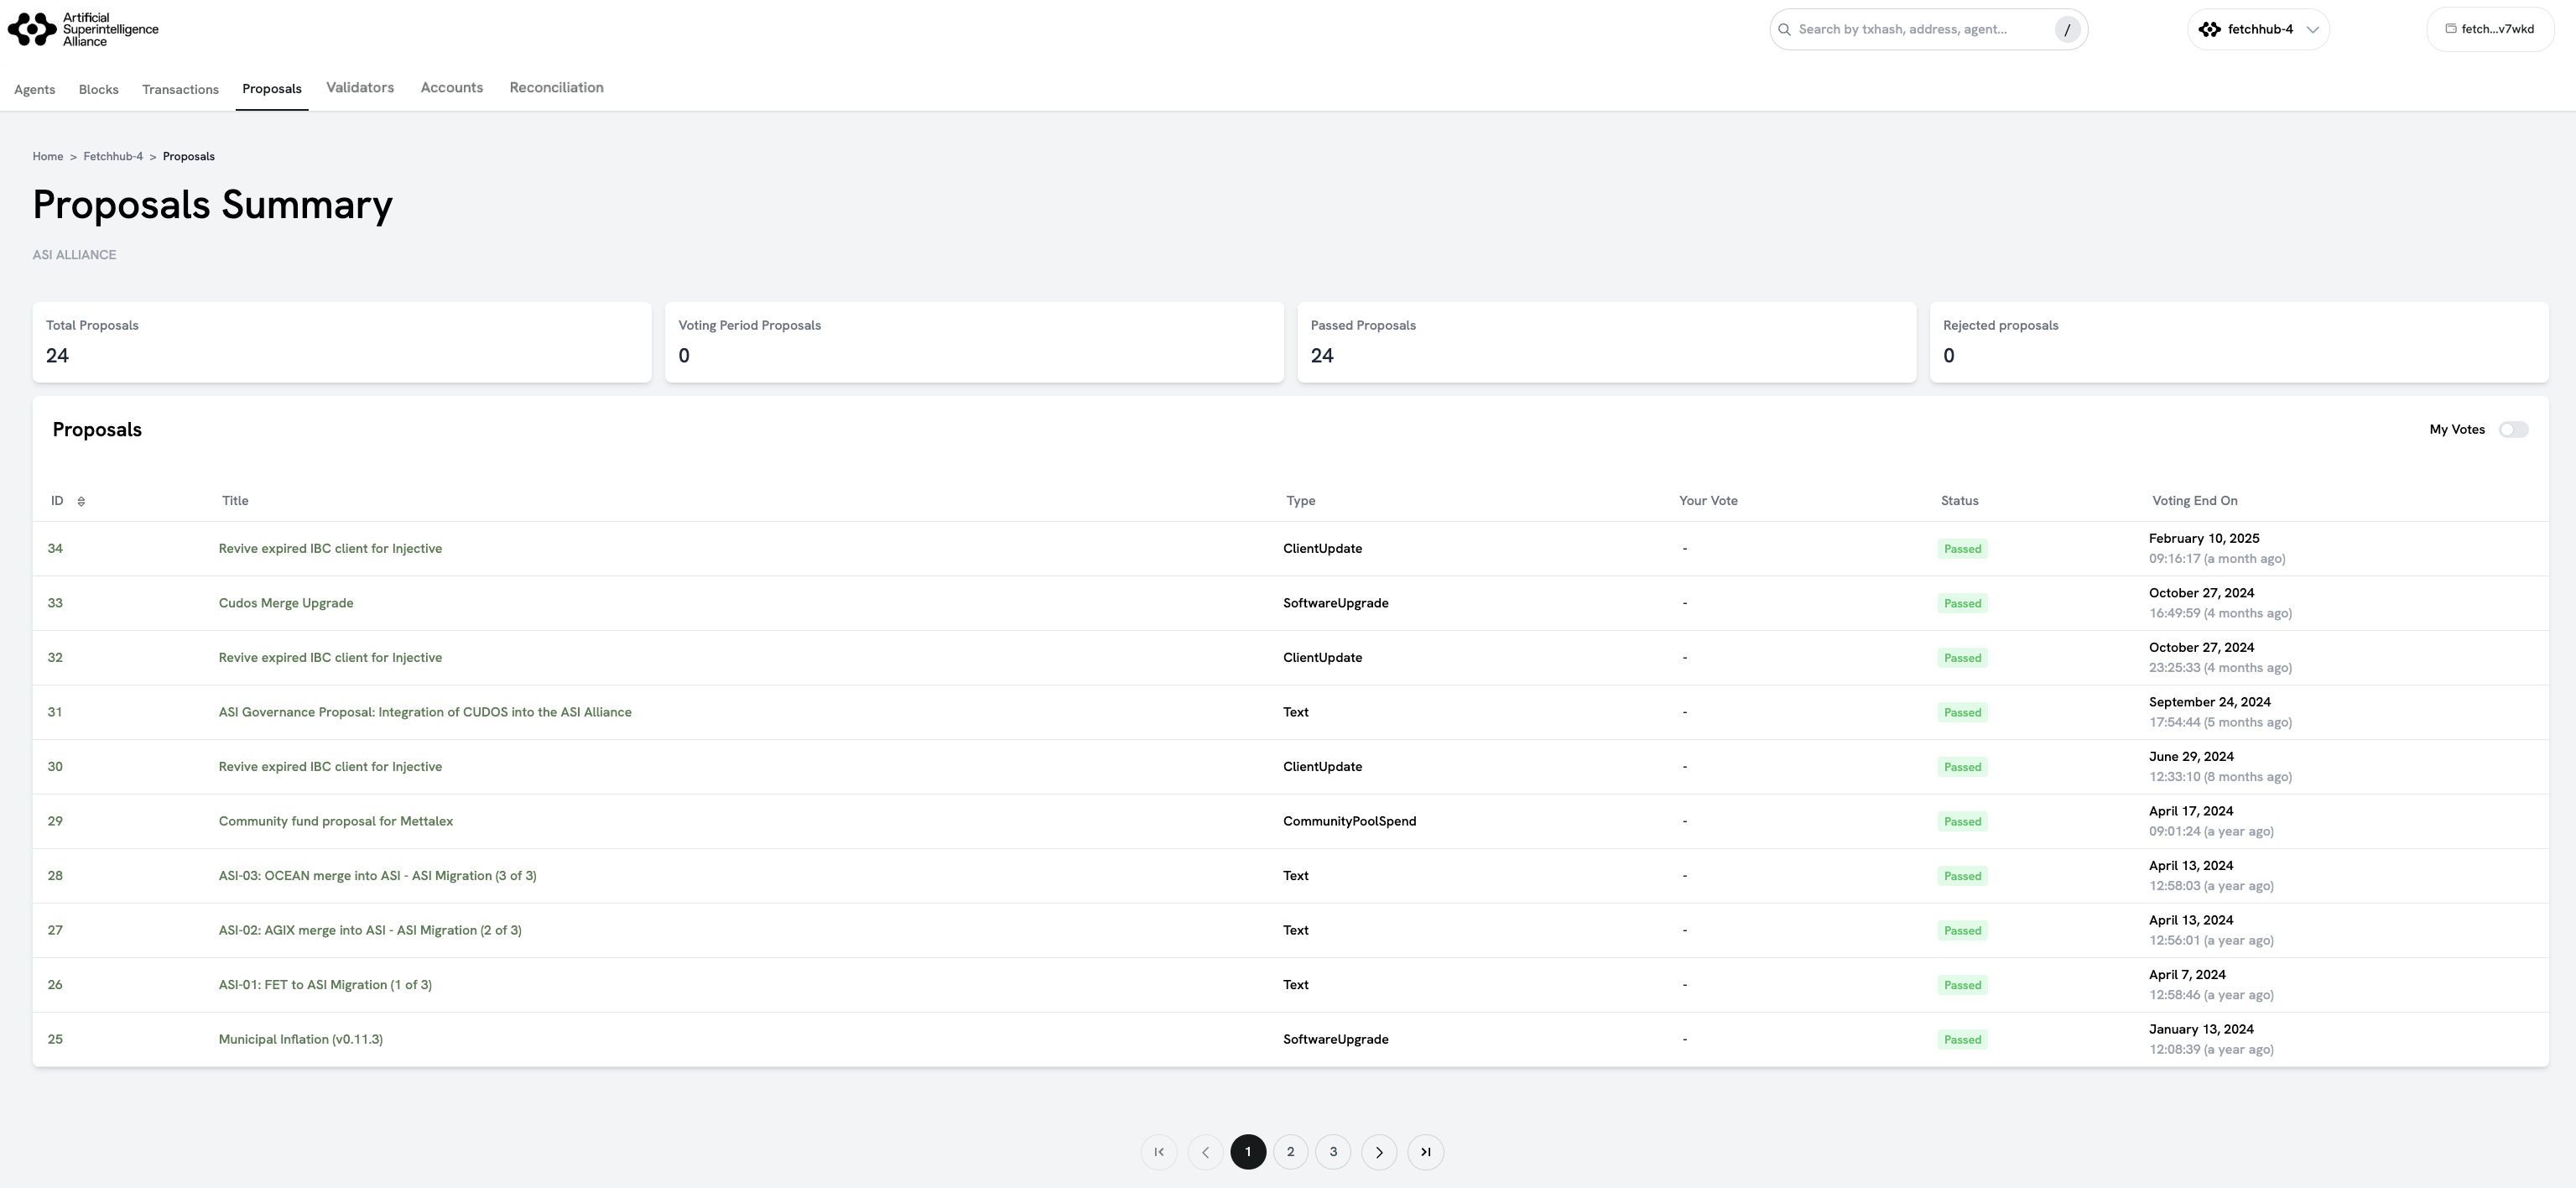 Artificial
Superintelligence
Alliance
Search by txhash, address, agent...
/
fetchhub-4
fetch...v7wkd
Agents Blocks Transactions Proposals Validators Accounts Reconciliation
Home > Fetchhub-4 > Proposals
Proposals Summary
ASI ALLIANCE
Total Proposals
24
Voting Period Proposals
0
Passed Proposals
24
Rejected proposals
0
Proposals
My Votes
ID Title Type Your Vote Status Voting End On
34 Revive expired IBC client for Injective ClientUpdate - Passed February 10, 2025
09:16:17 (a month ago)
33 Cudos Merge Upgrade SoftwareUpgrade - Passed October 27, 2024
16:49:59 (4 months ago)
32 Revive expired IBC client for Injective ClientUpdate - Passed October 27, 2024
23:25:33 (4 months ago)
31 ASI Governance Proposal: Integration of CUDOS into the ASI Alliance Text - Passed September 24, 2024
17:54:44 (5 months ago)
30 Revive expired IBC client for Injective ClientUpdate - Passed June 29, 2024
12:33:10 (8 months ago)
29 Community fund proposal for Mettalex CommunityPoolSpend - Passed April 17, 2024
09:01:24 (a year ago)
28 ASI-03: OCEAN merge into ASI - ASI Migration (3 of 3) Text - Passed April 13, 2024
12:58:03 (a year ago)
27 ASI-02: AGIX merge into ASI - ASI Migration (2 of 3) Text - Passed April 13, 2024
12:56:01 (a year ago)
26 ASI-01: FET to ASI Migration (1 of 3) Text - Passed April 7, 2024
12:58:46 (a year ago)
25 Municipal Inflation (v0.11.3) SoftwareUpgrade - Passed January 13, 2024
12:08:39 (a year ago)
1 2 3